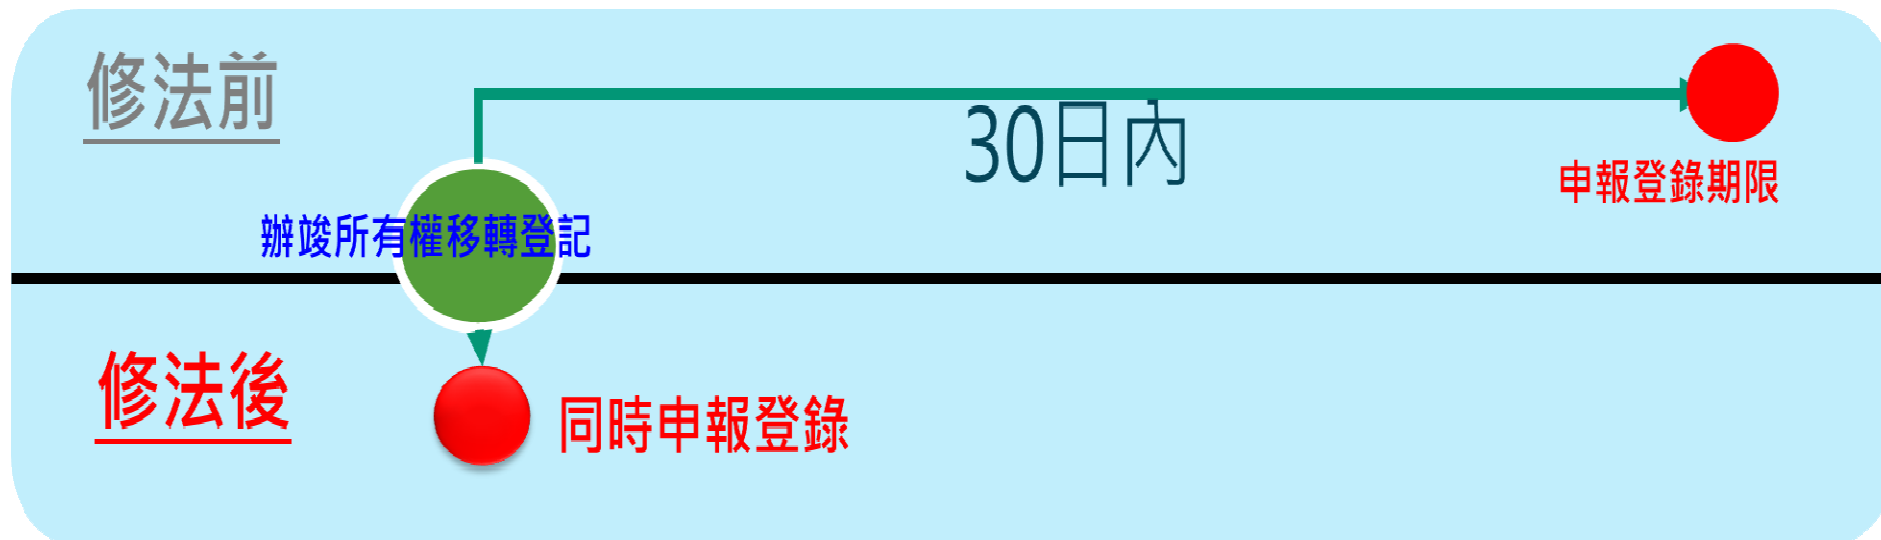 修法前
30日內
申報登錄期限
辦竣所有權移轉登記
修法後
同時申報登錄